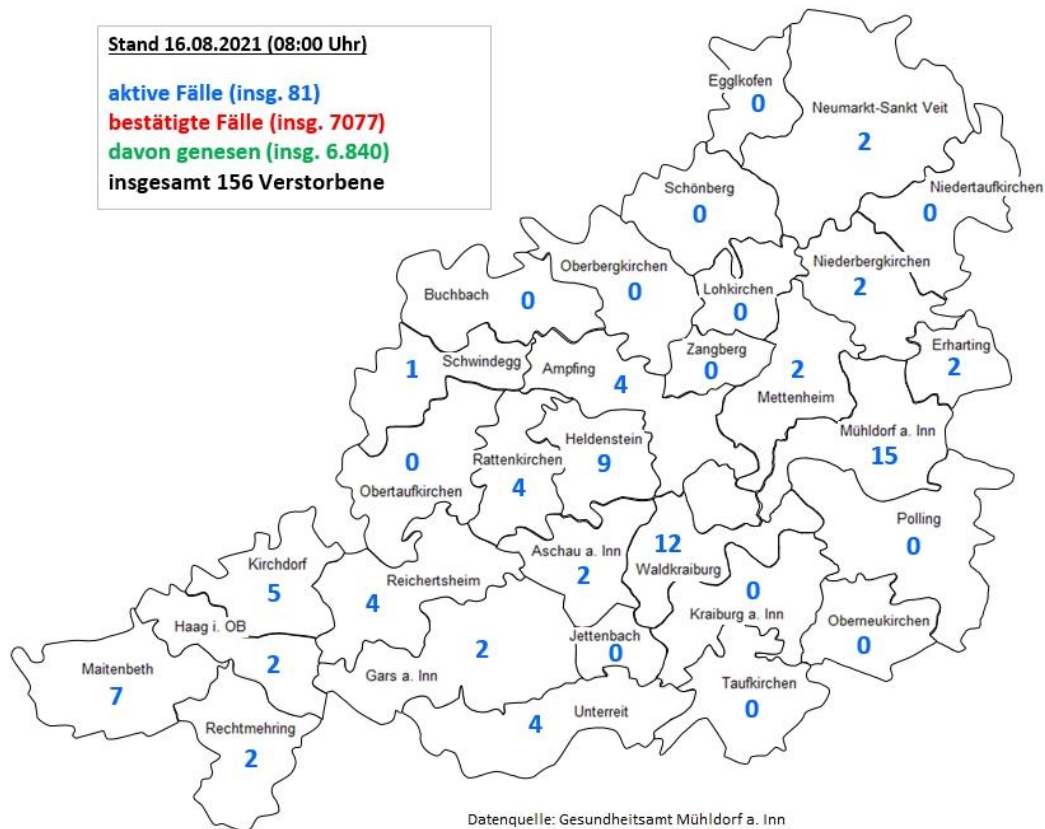 Stand 16.08.2021 (08:00 Uhr)
aktive Fälle (insg. 81)
bestätigte Fälle (insg. 7077)
davon genesen (insg. 6.840)
insgesamt 156 Verstorbene
Egglkofen
0
Neumarkt-Sankt Veit
2
Schönberg
0
Niedertaufkirchen
0
Oberbergkirchen
0
Niederbergkirchen
2
Buchbach
0
Lohkirchen
0
Schwindegg
1
Ampfing
4
Zangberg
0
2
Mettenheim
Erharting
2
Mühldorf a. Inn
15
Heldenstein
9
Rattenkirchen
4
0
Obertaufkirchen
Polling
0
Aschau a. Inn
2
12
Waldkraiburg
Kirchdorf
5
Reichertsheim
4
0
Kraiburg a. Inn
Oberneukirchen
0
Haag i. OB
2
Jettenbach
0
Maitenbeth
7
Gars a. Inn
2
Taufkirchen
0
Unterreit
4
Rechtmehring
2
Datenquelle: Gesundheitsamt Mühldorf a. Inn